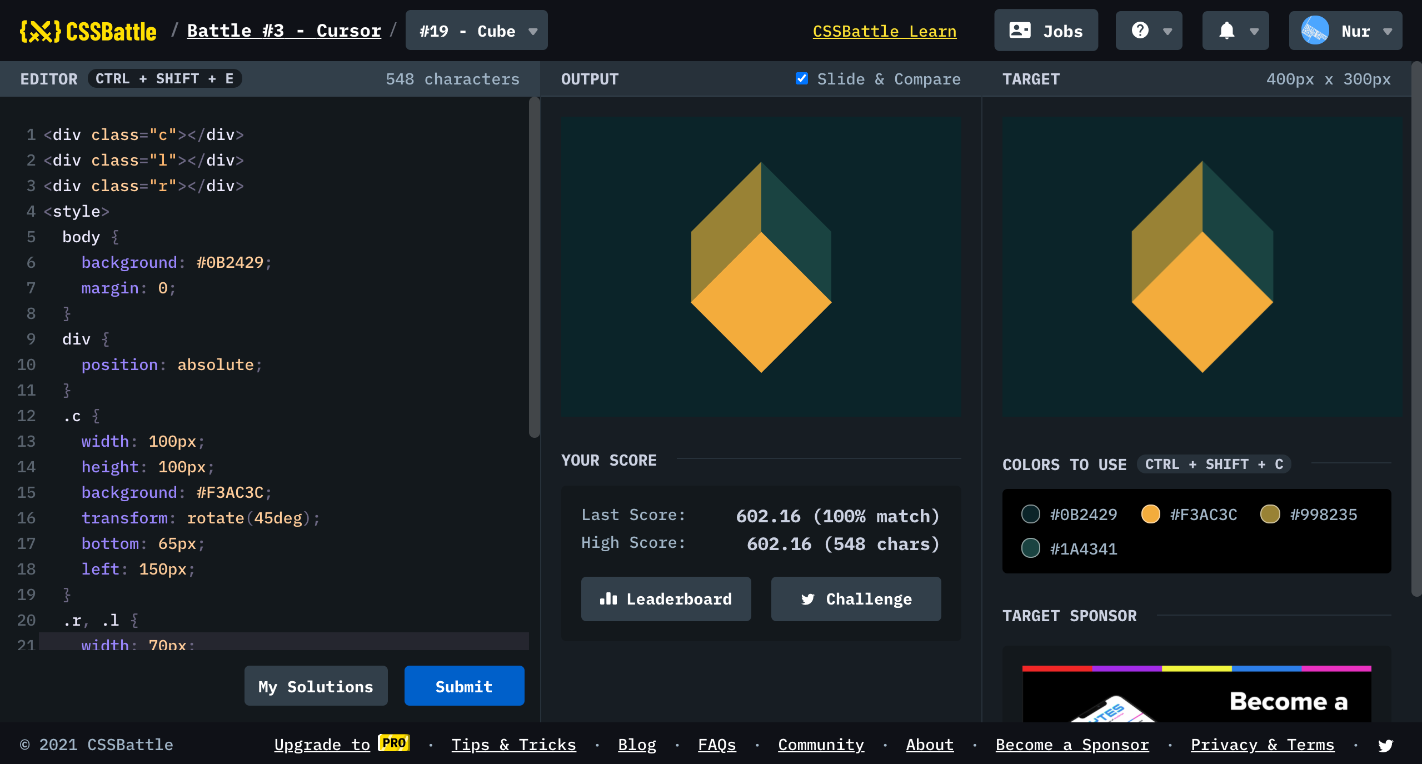 {X} CSSBattle / Battle #3 - Cursor / #19 - Cube
CSSBattle Learn
Jobs
Nur
EDITOR CTRL + SHIFT + E 548 characters
1 <div class="c"></div>
2 <div class="l"></div>
3 <div class="r"></div>
4 <style>
5 body {
6 background: #0B2429;
7 margin: 0;
8 }
9 div {
10 position: absolute;
11 }
12 .c {
13 width: 100px;
14 height: 100px;
15 background: #F3AC3C;
16 transform: rotate(45deg);
17 bottom: 65px;
18 left: 150px;
19 }
20 .r, .l {
21 width: 70px;
My Solutions
Submit
OUTPUT Slide & Compare
YOUR SCORE
Last Score: 602.16 (100% match)
High Score: 602.16 (548 chars)
Leaderboard
Challenge
TARGET 400px x 300px
COLORS TO USE CTRL + SHIFT + C
#0B2429 #F3AC3C #998235
#1A4341
TARGET SPONSOR
Become a
© 2021 CSSBattle Upgrade to PRO · Tips & Tricks · Blog · FAQs · Community · About · Become a Sponsor · Privacy & Terms ·